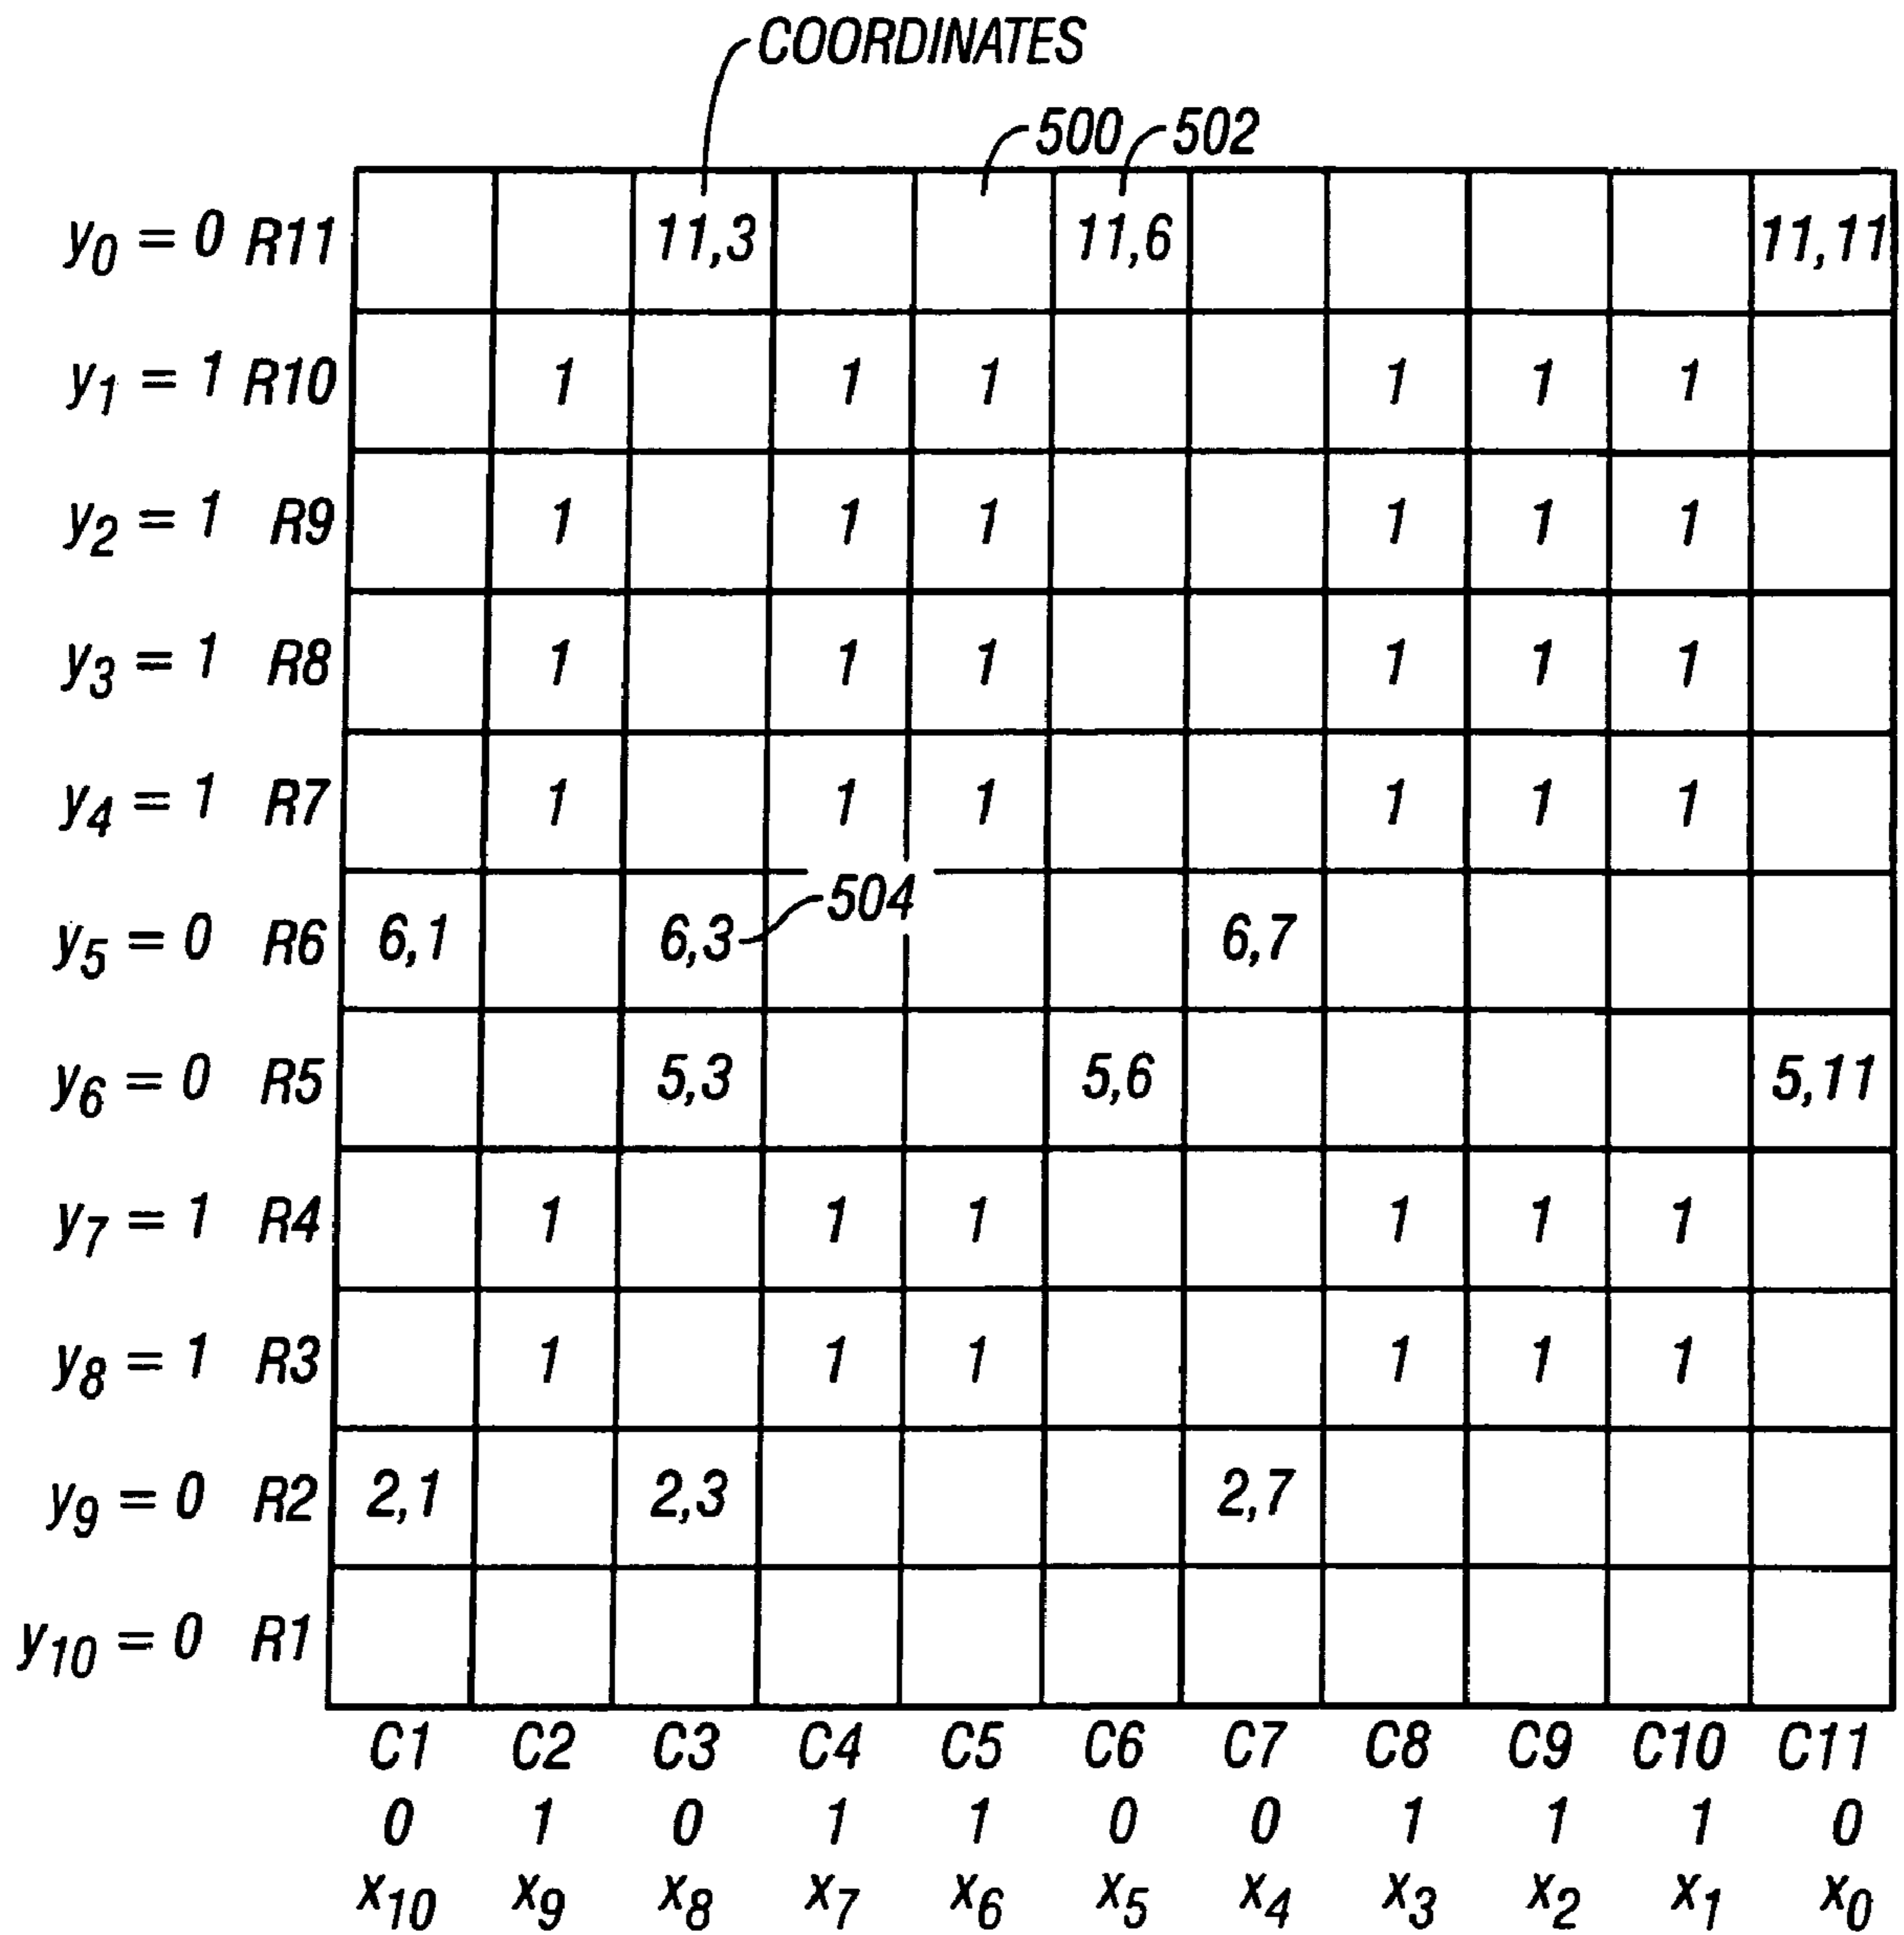 COORDINATES
500 502
y0 = 0 R11 11,3 11,6 11,11
y1 = 1 R10 1 1 1 1 1 1
y2 = 1 R9 1 1 1 1 1 1
y3 = 1 R8 1 1 1 1 1 1
y4 = 1 R7 1 1 1 1 1 1
504
y5 = 0 R6 6,1 6,3 6,7
y6 = 0 R5 5,3 5,6 5,11
y7 = 1 R4 1 1 1 1 1 1
y8 = 1 R3 1 1 1 1 1 1
y9 = 0 R2 2,1 2,3 2,7
y10 = 0 R1
C1 C2 C3 C4 C5 C6 C7 C8 C9 C10 C11
0 1 0 1 1 0 0 1 1 1 0
x10 x9 x8 x7 x6 x5 x4 x3 x2 x1 x0